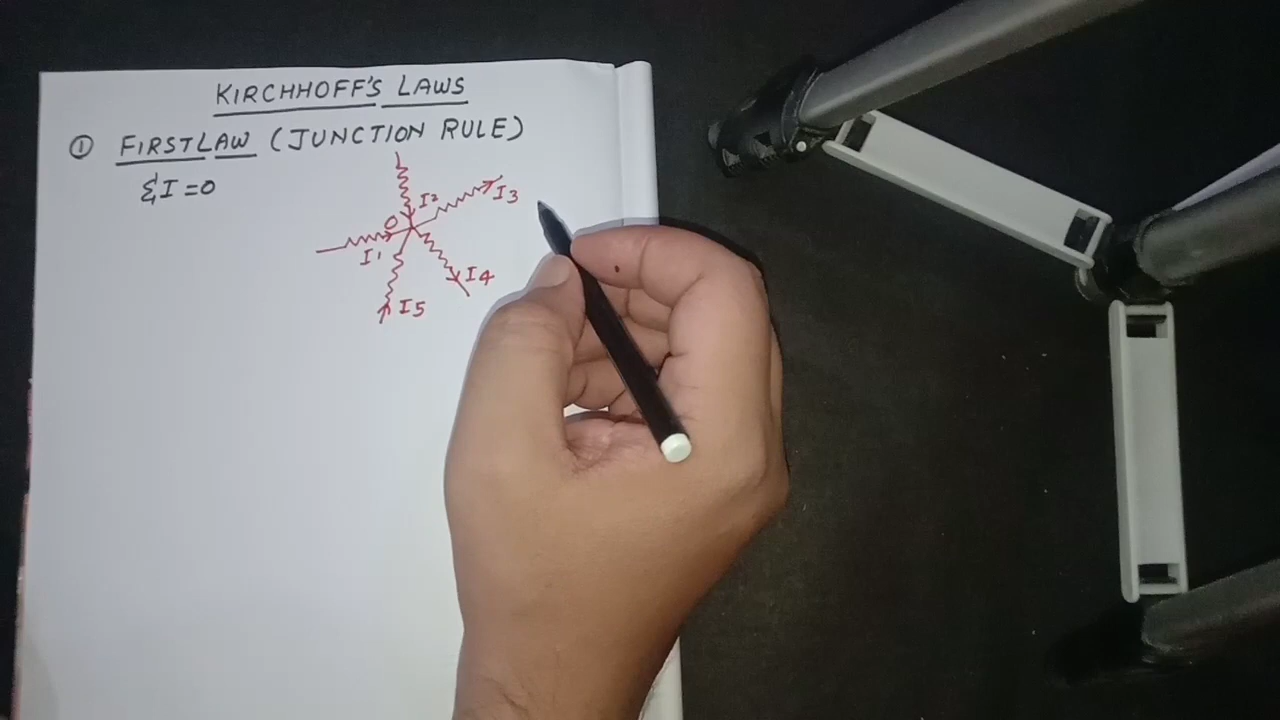 KIRCHHOFF'S LAWS
① FIRST LAW (JUNCTION RULE)
ΣI = 0
I2
I3
O
I1
I4
I5